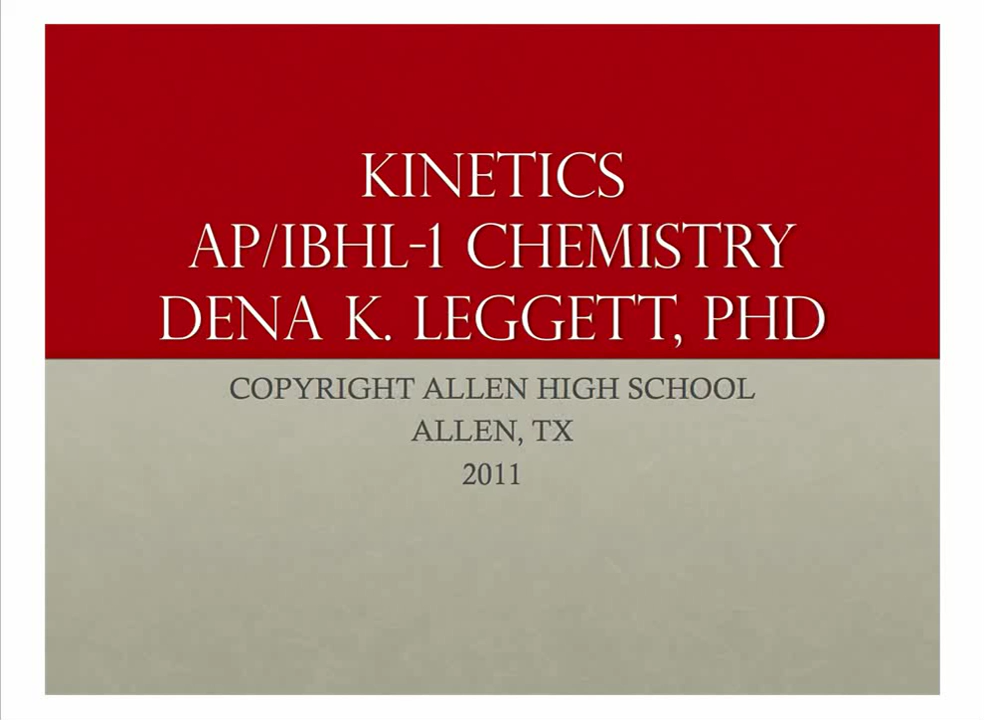 KINETICS
AP/IBHL-1 CHEMISTRY
DENA K. LEGGETT, PHD
COPYRIGHT ALLEN HIGH SCHOOL
ALLEN, TX
2011